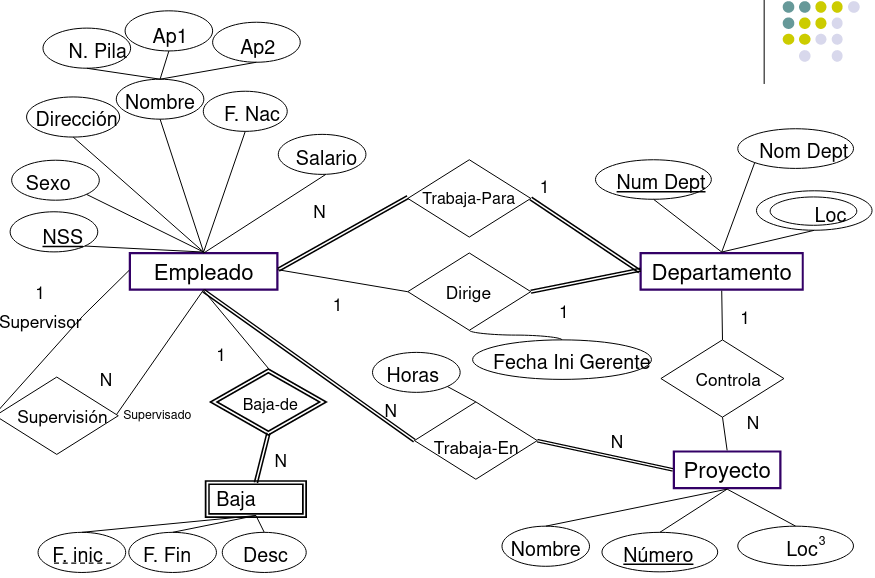 Ap1
N. Pila
Ap2
Nombre
Dirección
F. Nac
Salario
Sexo
NSS
N
Trabaja-Para
1
Num Dept
Nom Dept
Loc
Empleado
Departamento
1
Supervisor
1
Dirige
1
1
Fecha Ini Gerente
1
N
Horas
Controla
Supervisión
Supervisado
Baja-de
N
N
Trabaja-En
N
N
Proyecto
Baja
F. inic
F. Fin
Desc
Nombre
Número
Loc3